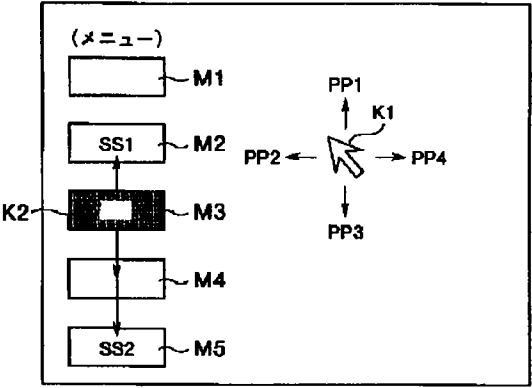 (メニュー)
M1
SS1 M2
K2 M3
M4
SS2 M5
PP1
K1
PP2 PP4
PP3